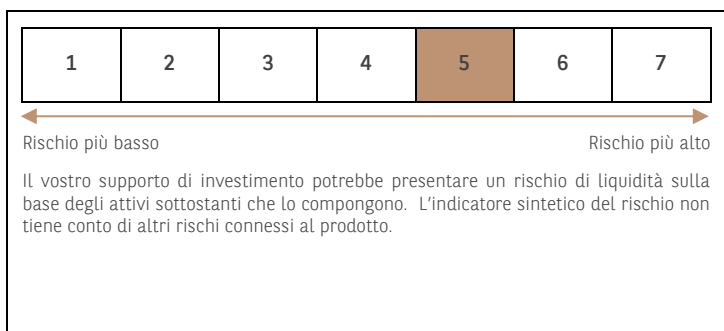 1 2 3 4 5 6 7
Rischio più basso Rischio più alto
Il vostro supporto di investimento potrebbe presentare un rischio di liquidità sulla
base degli attivi sottostanti che lo compongono. L'indicatore sintetico del rischio non
tiene conto di altri rischi connessi al prodotto.